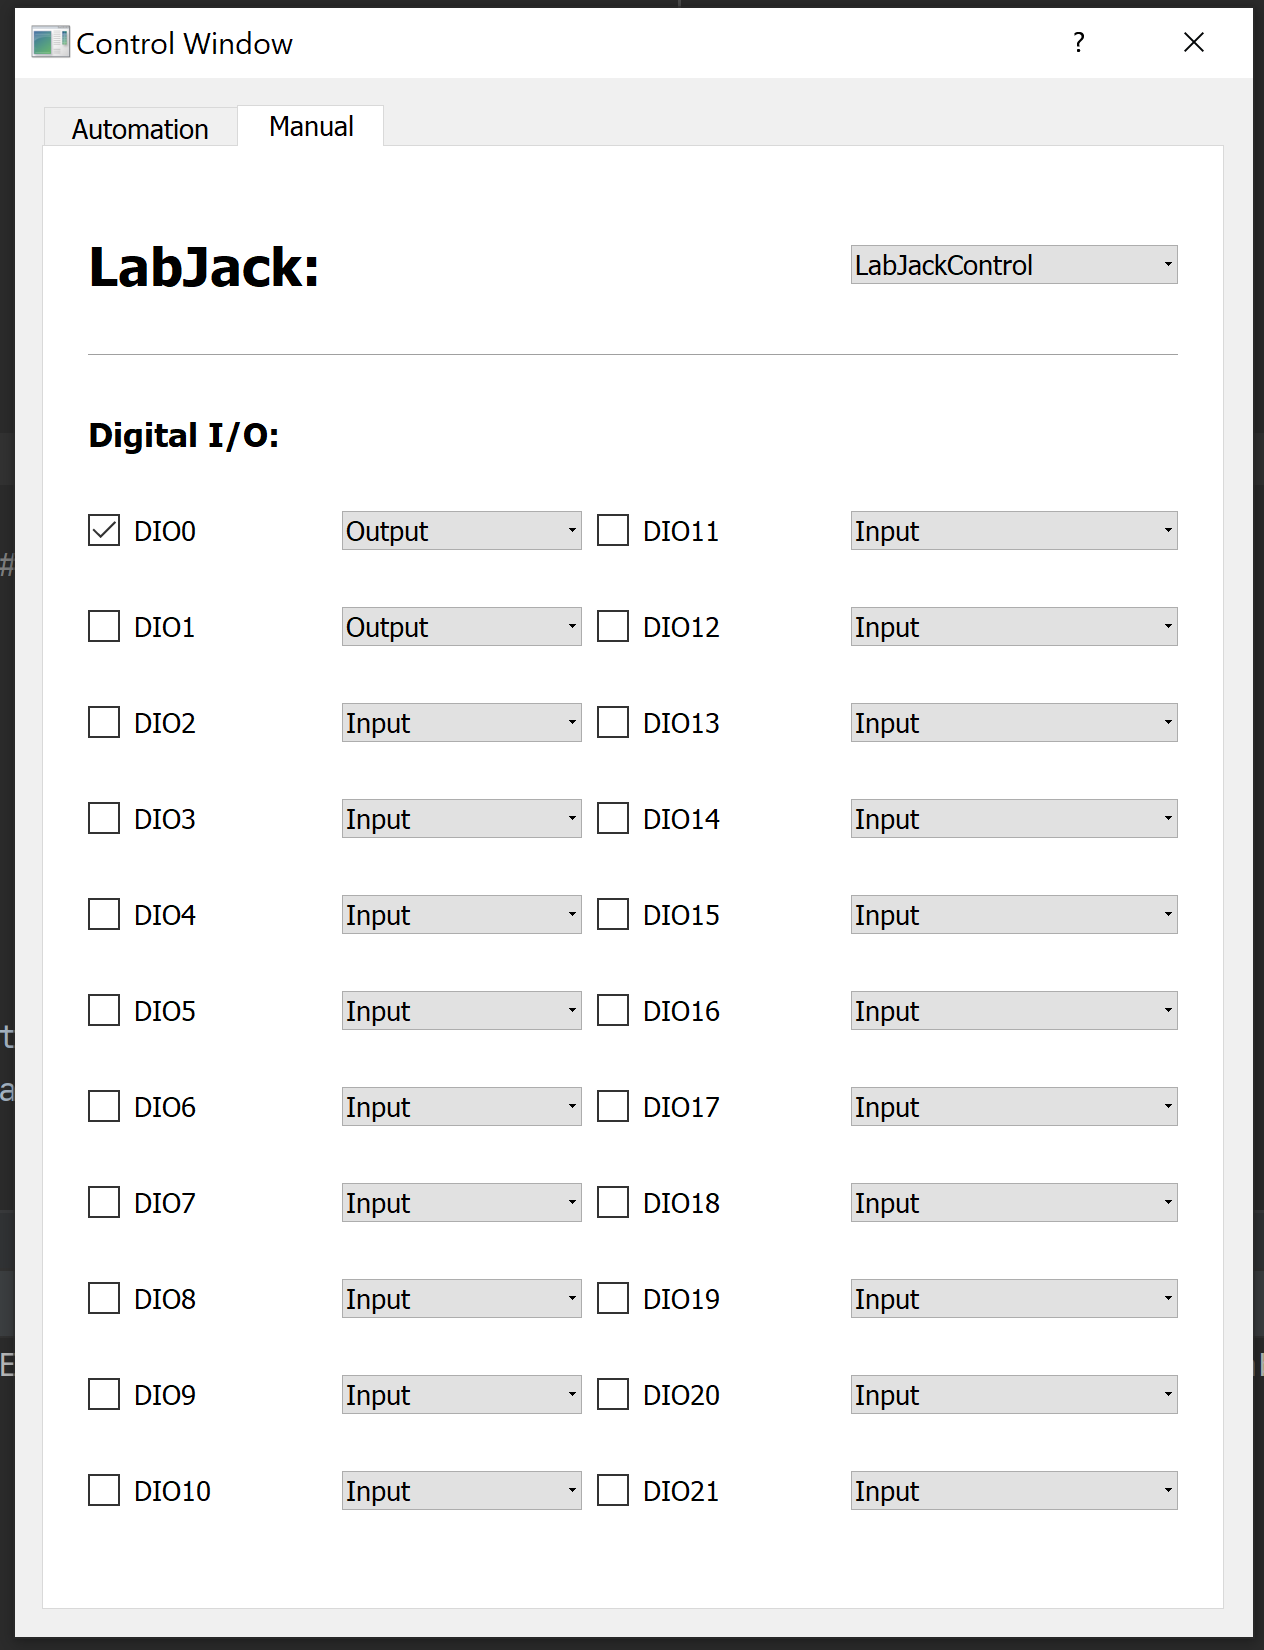 Control Window ?
Automation Manual
LabJack: LabJackControl
Digital I/O:
DIO0 Output DIO11 Input
DIO1 Output DIO12 Input
DIO2 Input DIO13 Input
DIO3 Input DIO14 Input
DIO4 Input DIO15 Input
DIO5 Input DIO16 Input
DIO6 Input DIO17 Input
DIO7 Input DIO18 Input
DIO8 Input DIO19 Input
DIO9 Input DIO20 Input
DIO10 Input DIO21 Input
#
t
a
E